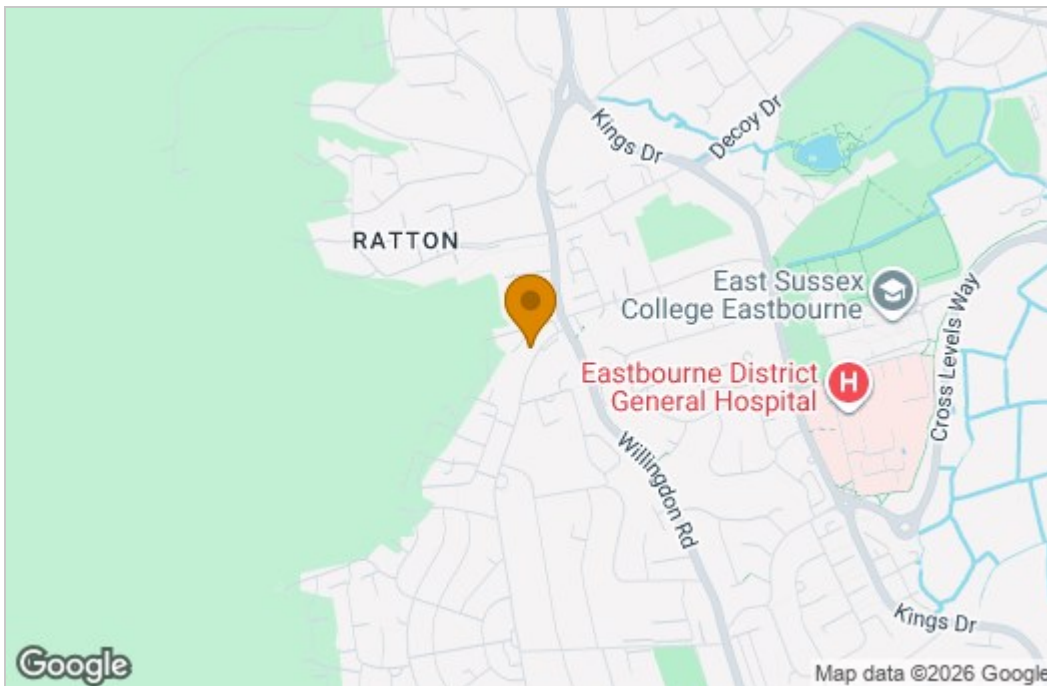 Kings Dr
Decoy Dr
RATTON
East Sussex
College Eastbourne
Eastbourne District
General Hospital
H
Cross Levels Way
Willingdon Rd
Kings Dr
Google
Map data ©2026 Google